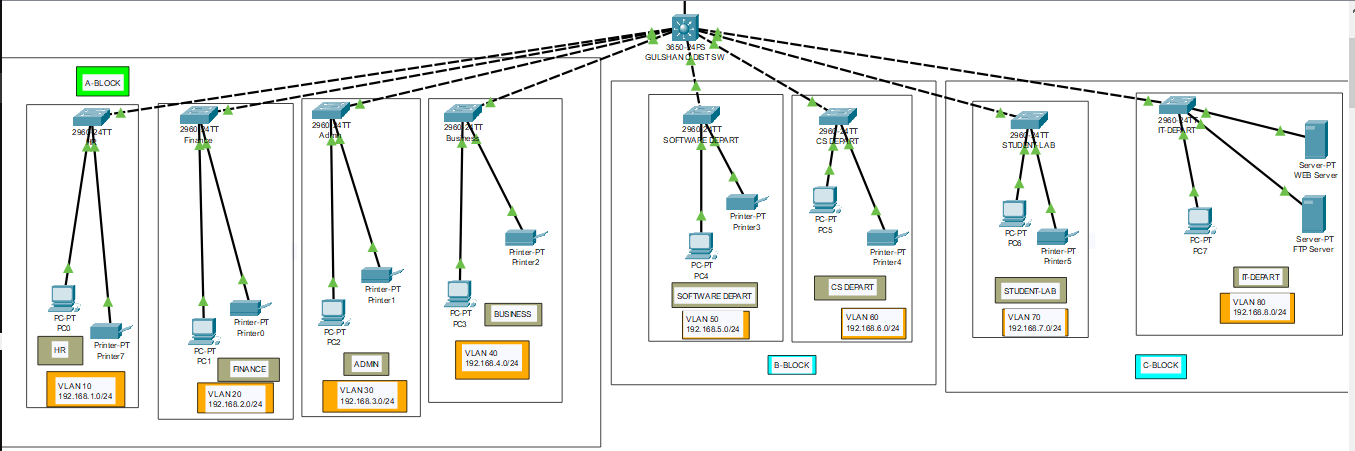 3650-24PS
GULSHAN C DIST SW
A-BLOCK
2960-24TT
HR
PC-PT
PC0
Printer-PT
Printer7
HR
VLAN 10
192.168.1.0/24
2960-24TT
Finance
PC-PT
PC1
Printer-PT
Printer0
FINANCE
VLAN 20
192.168.2.0/24
2960-24TT
Admin
PC-PT
PC2
Printer-PT
Printer1
ADMIN
VLAN 30
192.168.3.0/24
2960-24TT
Business
PC-PT
PC3
Printer-PT
Printer2
BUSINESS
VLAN 40
192.168.4.0/24
2960-24TT
SOFTWARE DEPART
PC-PT
PC4
Printer-PT
Printer3
SOFTWARE DEPART
VLAN 50
192.168.5.0/24
2960-24TT
CS DEPART
PC-PT
PC5
Printer-PT
Printer4
CS DEPART
VLAN 60
192.168.6.0/24
B-BLOCK
2960-24TT
STUDENT-LAB
PC-PT
PC6
Printer-PT
Printer5
STUDENT-LAB
VLAN 70
192.168.7.0/24
2960-24TT
IT-DEPART
Server-PT
WEB Server
PC-PT
PC7
Server-PT
FTP Server
IT-DEPART
VLAN 80
192.168.8.0/24
C-BLOCK